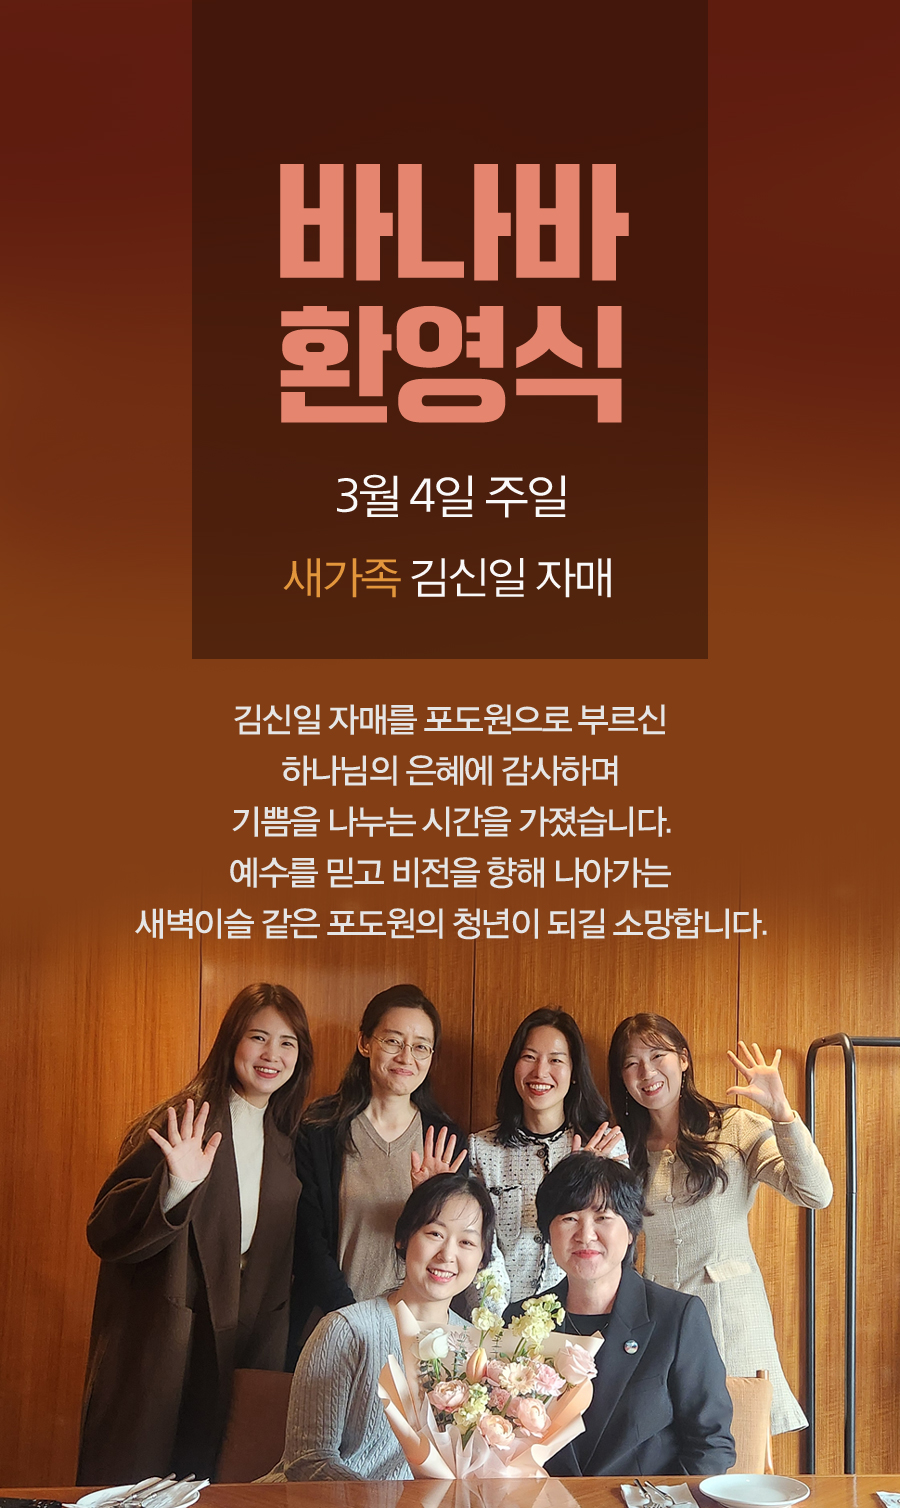 바나바
환영식
3월 4일 주일
새가족 김신일 자매
김신일 자매를 포도원으로 부르신
하나님의 은혜에 감사하며
기쁨을 나누는 시간을 가졌습니다.
예수를 믿고 비전을 향해 나아가는
새벽이슬 같은 포도원의 청년이 되길 소망합니다.